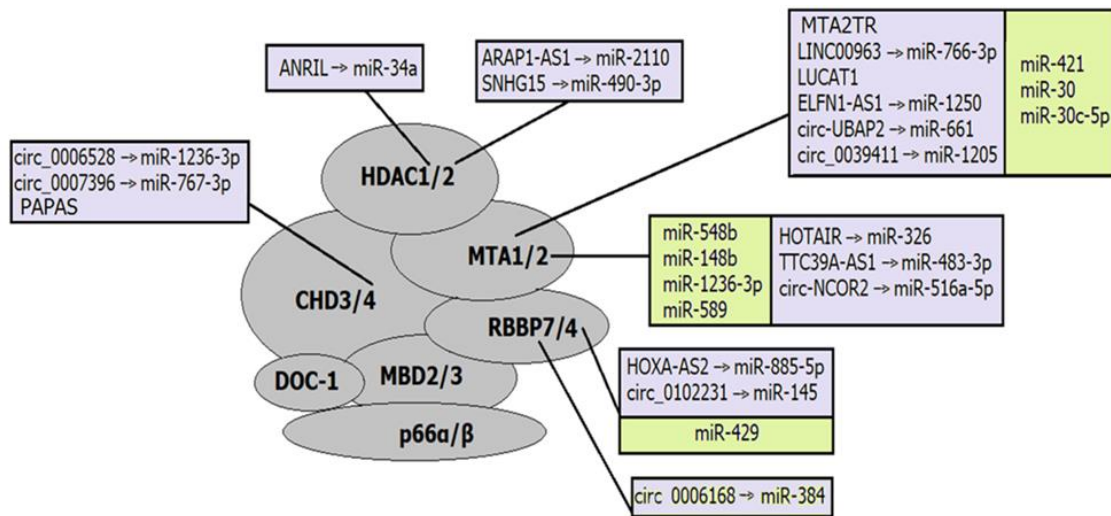 ANRIL → miR-34a
ARAP1-AS1 → miR-2110
SNHG15 → miR-490-3p
MTA2TR
LINC00963 → miR-766-3p
LUCAT1
ELFN1-AS1 → miR-1250
circ-UBAP2 → miR-661
circ_0039411 → miR-1205
miR-421
miR-30
miR-30c-5p
circ_0006528 → miR-1236-3p
circ_0007396 → miR-767-3p
PAPAS
HDAC1/2
MTA1/2
CHD3/4
RBBP7/4
DOC-1
MBD2/3
p66α/β
miR-548b
miR-148b
miR-1236-3p
miR-589
HOTAIR → miR-326
TTC39A-AS1 → miR-483-3p
circ-NCOR2 → miR-516a-5p
HOXA-AS2 → miR-885-5p
circ_0102231 → miR-145
miR-429
circ_0006168 → miR-384